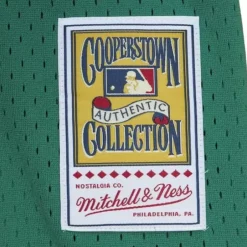 COOPERSTOWN
AUTHENTIC
COLLECTION
NOSTALGIA CO.
Mitchell & Ness
PHILADELPHIA, PA.